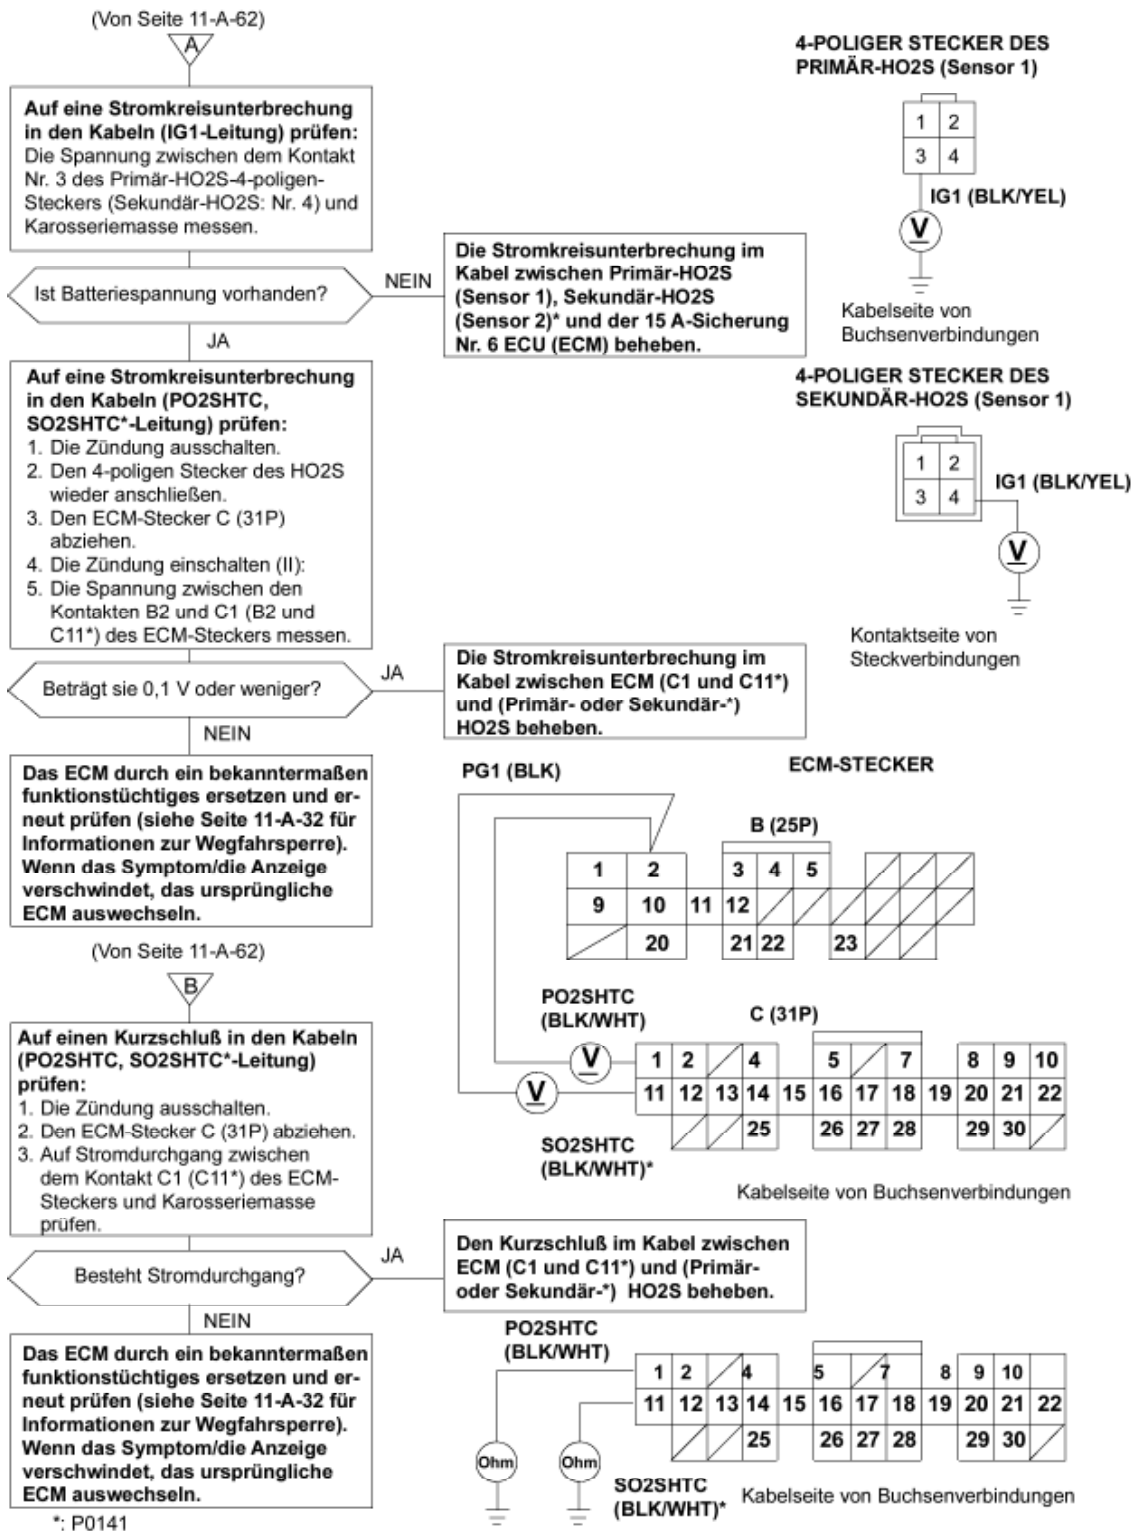 (Von Seite 11-A-62)
A
Auf eine Stromkreisunterbrechung
in den Kabeln (IG1-Leitung) prüfen:
Die Spannung zwischen dem Kontakt
Nr. 3 des Primär-HO2S-4-poligen-
Steckers (Sekundär-HO2S: Nr. 4) und
Karosseriemasse messen.
Ist Batteriespannung vorhanden?
NEIN
Die Stromkreisunterbrechung im
Kabel zwischen Primär-HO2S
(Sensor 1), Sekundär-HO2S
(Sensor 2)* und der 15 A-Sicherung
Nr. 6 ECU (ECM) beheben.
JA
Auf eine Stromkreisunterbrechung
in den Kabeln (PO2SHTC,
SO2SHTC*-Leitung) prüfen:
1. Die Zündung ausschalten.
2. Den 4-poligen Stecker des HO2S
wieder anschließen.
3. Den ECM-Stecker C (31P)
abziehen.
4. Die Zündung einschalten (II):
5. Die Spannung zwischen den
Kontakten B2 und C1 (B2 und
C11*) des ECM-Steckers messen.
Beträgt sie 0,1 V oder weniger?
JA
Die Stromkreisunterbrechung im
Kabel zwischen ECM (C1 und C11*)
und (Primär- oder Sekundär-*)
HO2S beheben.
NEIN
Das ECM durch ein bekanntermaßen
funktionstüchtiges ersetzen und er-
neut prüfen (siehe Seite 11-A-32 für
Informationen zur Wegfahrsperre).
Wenn das Symptom/die Anzeige
verschwindet, das ursprüngliche
ECM auswechseln.
4-POLIGER STECKER DES
PRIMÄR-HO2S (Sensor 1)
1 2
3 4
IG1 (BLK/YEL)
V
Kabelseite von
Buchsenverbindungen
4-POLIGER STECKER DES
SEKUNDÄR-HO2S (Sensor 1)
1 2
3 4
IG1 (BLK/YEL)
V
Kontaktseite von
Steckverbindungen
PG1 (BLK)
ECM-STECKER
B (25P)
1 2 3 4 5
9 10 11 12
20 21 22 23
PO2SHTC
(BLK/WHT)
C (31P)
V
1 2 4 5 7 8 9 10
V
11 12 13 14 15 16 17 18 19 20 21 22
25 26 27 28 29 30
SO2SHTC
(BLK/WHT)*
Kabelseite von Buchsenverbindungen
(Von Seite 11-A-62)
B
Auf einen Kurzschluß in den Kabeln
(PO2SHTC, SO2SHTC*-Leitung)
prüfen:
1. Die Zündung ausschalten.
2. Den ECM-Stecker C (31P) abziehen.
3. Auf Stromdurchgang zwischen
dem Kontakt C1 (C11*) des ECM-
Steckers und Karosseriemasse
prüfen.
Besteht Stromdurchgang?
JA
Den Kurzschluß im Kabel zwischen
ECM (C1 und C11*) und (Primär-
oder Sekundär-*) HO2S beheben.
NEIN
Das ECM durch ein bekanntermaßen
funktionstüchtiges ersetzen und er-
neut prüfen (siehe Seite 11-A-32 für
Informationen zur Wegfahrsperre).
Wenn das Symptom/die Anzeige
verschwindet, das ursprüngliche
ECM auswechseln.
*: P0141
PO2SHTC
(BLK/WHT)
1 2 4 5 7 8 9 10
11 12 13 14 15 16 17 18 19 20 21 22
25 26 27 28 29 30
Ohm
Ohm
SO2SHTC
(BLK/WHT)*
Kabelseite von Buchsenverbindungen